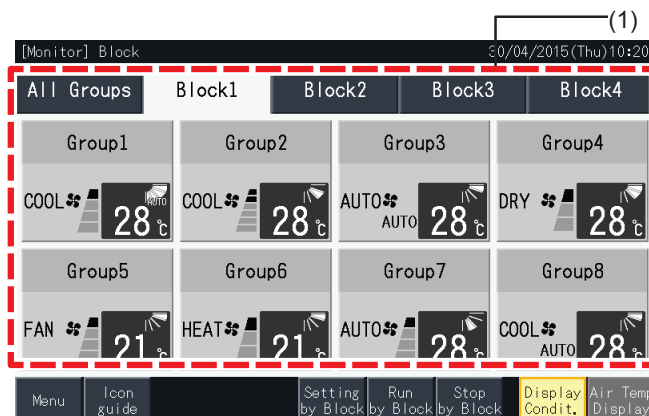 (1)
[Monitor] Block 30/04/2015(Thu)10:20
All Groups Block1 Block2 Block3 Block4
Group1 Group2 Group3 Group4
COOL AUTO 28 ℃ COOL 28 ℃ AUTO AUTO 28 ℃ DRY 28 ℃
Group5 Group6 Group7 Group8
FAN 21 ℃ HEAT 21 ℃ AUTO 28 ℃ COOL AUTO 28 ℃
Menu Icon guide Setting by Block Run by Block Stop by Block Display Condit. Air Temp Display